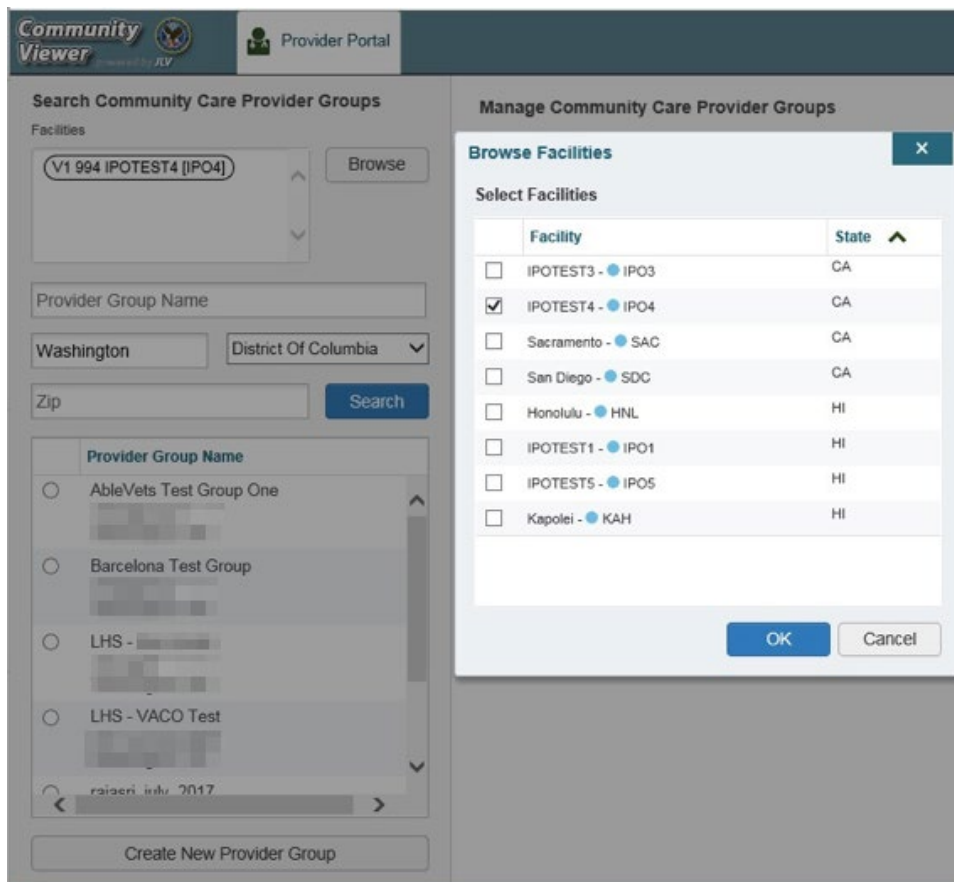 Community
Viewer
powered by JLV
Provider Portal
Search Community Care Provider Groups
Facilities
V1 994 IPOTEST4 [IPO4]
Browse
Provider Group Name
Washington
District Of Columbia
Zip
Search
Provider Group Name
AbleVets Test Group One
Barcelona Test Group
LHS -
LHS - VACO Test
rajasri_july_2017
Create New Provider Group
Manage Community Care Provider Groups
Browse Facilities
x
Select Facilities
Facility State
IPOTEST3 - IPO3 CA
IPOTEST4 - IPO4 CA
Sacramento - SAC CA
San Diego - SDC CA
Honolulu - HNL HI
IPOTEST1 - IPO1 HI
IPOTEST5 - IPO5 HI
Kapolei - KAH HI
OK Cancel